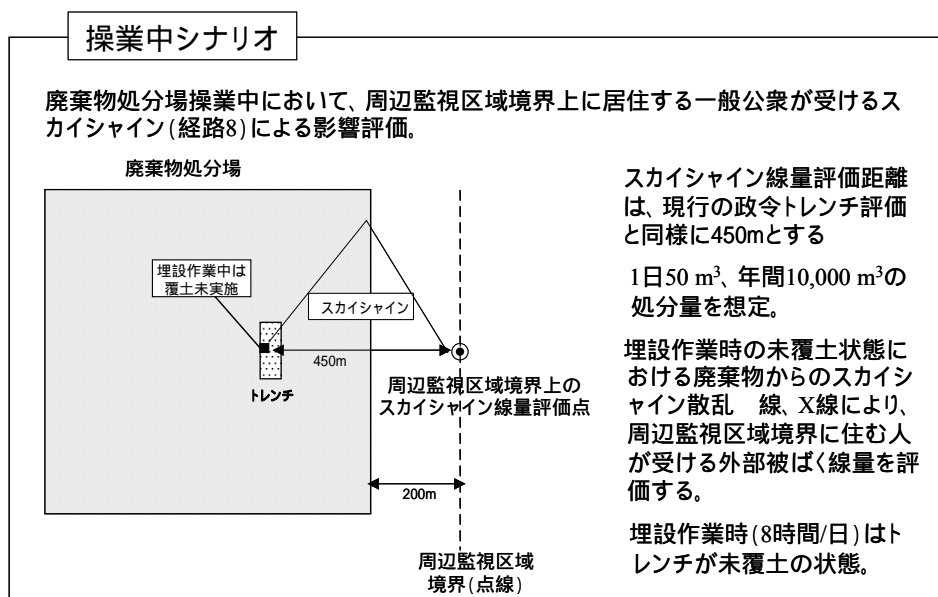 操業中シナリオ
廃棄物処分場操業中において、周辺監視区域境界上に居住する一般公衆が受けるス
カイシャイン(経路8)による影響評価。
廃棄物処分場
埋設作業中は
覆土未実施
スカイシャイン
450m
トレンチ
周辺監視区域境界上の
スカイシャイン線量評価点
200m
周辺監視区域
境界(点線)
スカイシャイン線量評価距離
は、現行の政令トレンチ評価
と同様に450mとする
1日50 m³、年間10,000 m³の
処分量を想定。
埋設作業時の未覆土状態に
おける廃棄物からのスカイシ
ャイン散乱 線、X線により、
周辺監視区域境界に住む人
が受ける外部被ばく線量を評
価する。
埋設作業時(8時間/日)はト
レンチが未覆土の状態。